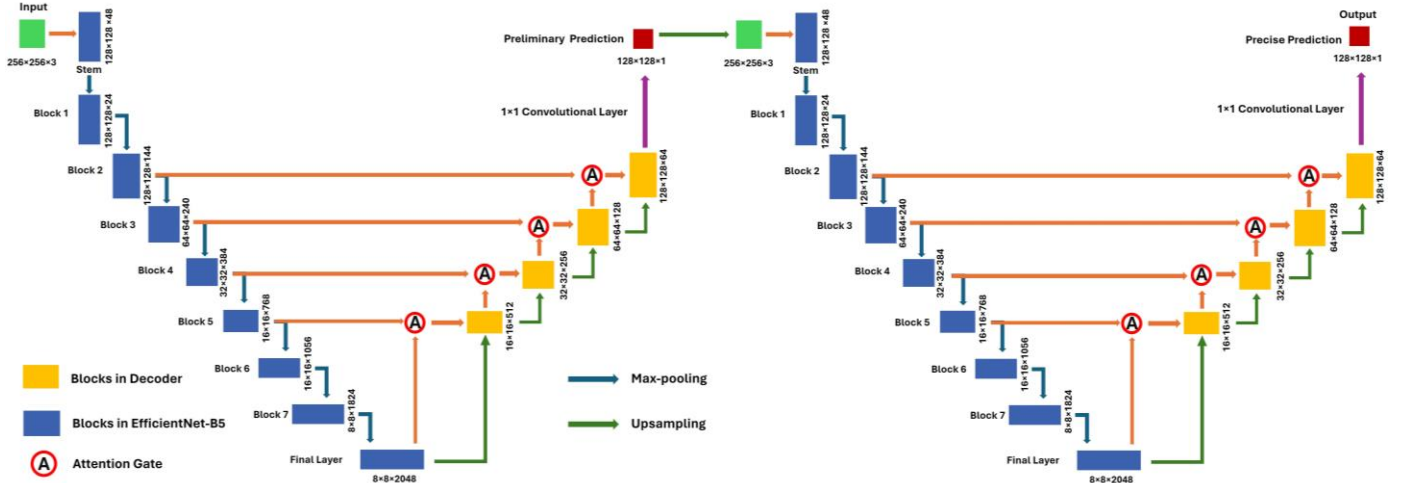 Input
256×256×3
128×128 ×48
Stem
Block 1
128×128×24
Block 2
128×128×144
Block 3
64×64×240
Block 4
32×32×384
Block 5
16×16×768
Block 6
16×16×1056
Block 7
8×8×1824
Final Layer
8×8×2048
A
A
A
A
16×16×512
32×32×256
64×64×128
128×128×64
1×1 Convolutional Layer
Preliminary Prediction
128×128×1
256×256×3
128×128 ×48
Stem
Block 1
128×128×24
Block 2
128×128×144
Block 3
64×64×240
Block 4
32×32×384
Block 5
16×16×768
Block 6
16×16×1056
Block 7
8×8×1824
Final Layer
8×8×2048
A
A
A
A
16×16×512
32×32×256
64×64×128
128×128×64
1×1 Convolutional Layer
Output
Precise Prediction
128×128×1
Blocks in Decoder
Blocks in EfficientNet-B5
A
Attention Gate
Max-pooling
Upsampling